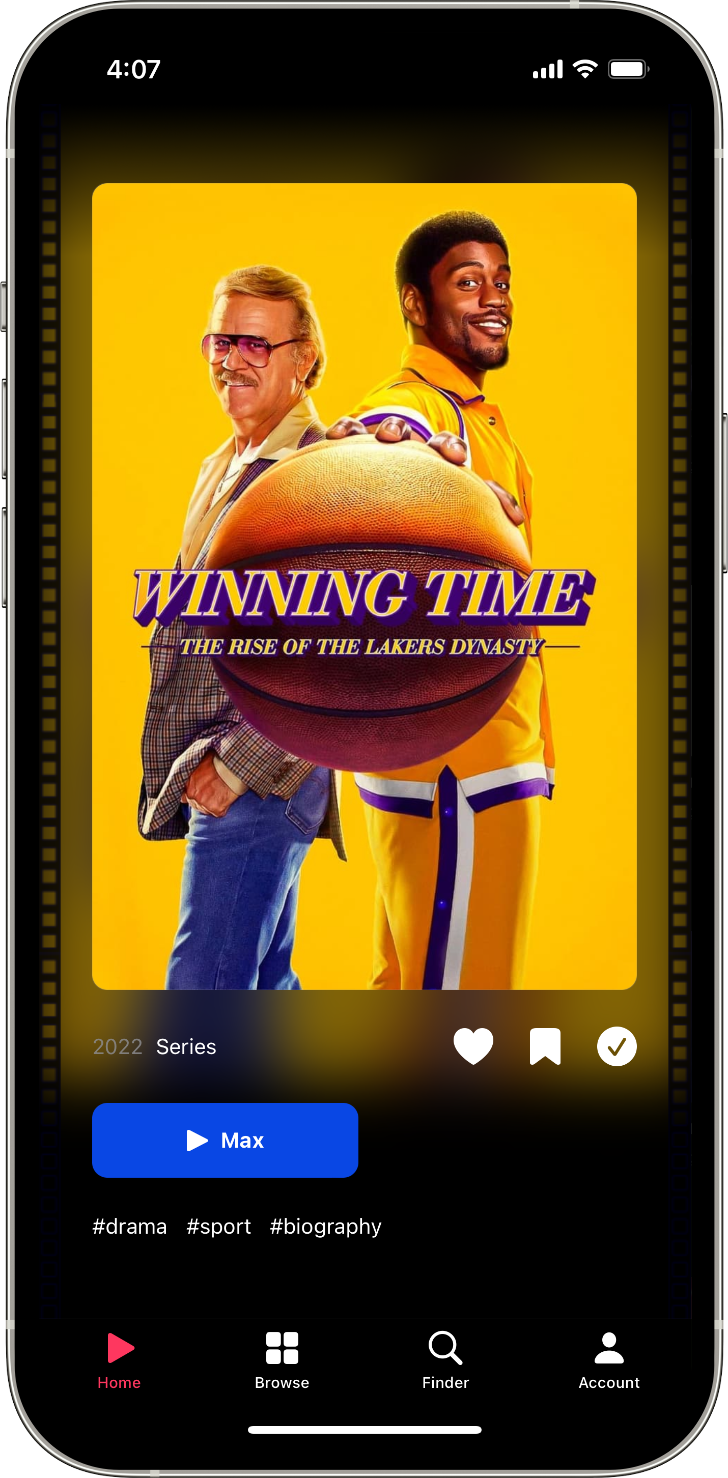 4:07
WINNING TIME
THE RISE OF THE LAKERS DYNASTY
2022 Series
Max
#drama #sport #biography
Home Browse Finder Account